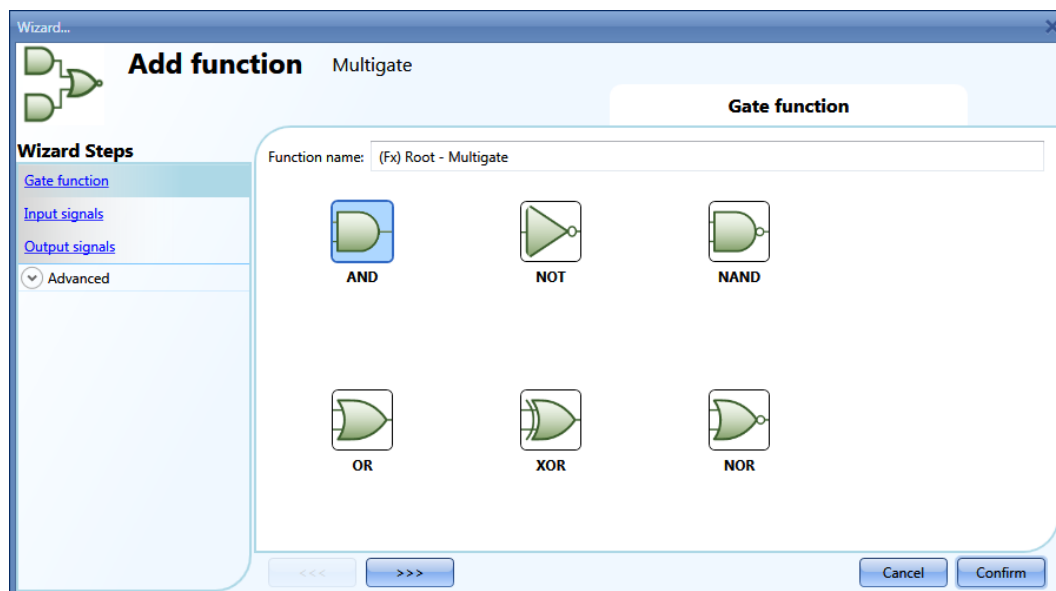 Wizard...
Add function Multigate
Gate function
Wizard Steps
Gate function
Input signals
Output signals
Advanced
Function name: (Fx) Root - Multigate
AND NOT NAND
OR XOR NOR
<<< >>> Cancel Confirm